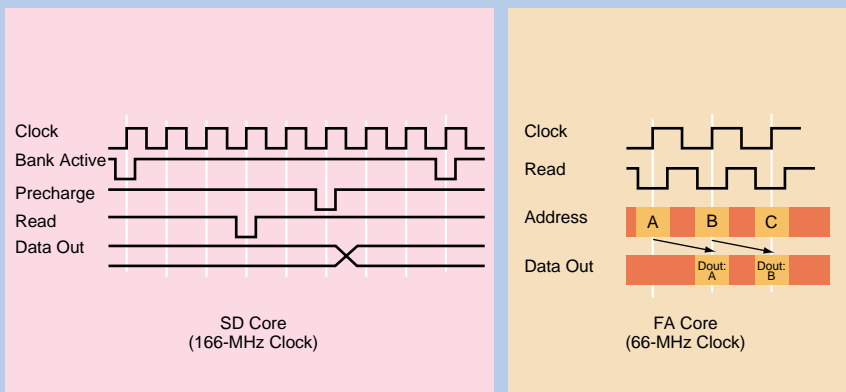 Clock
Bank Active
Precharge
Read
Data Out
SD Core
(166-MHz Clock)
Clock
Read
Address A B C
Data Out Dout: A Dout: B
FA Core
(66-MHz Clock)